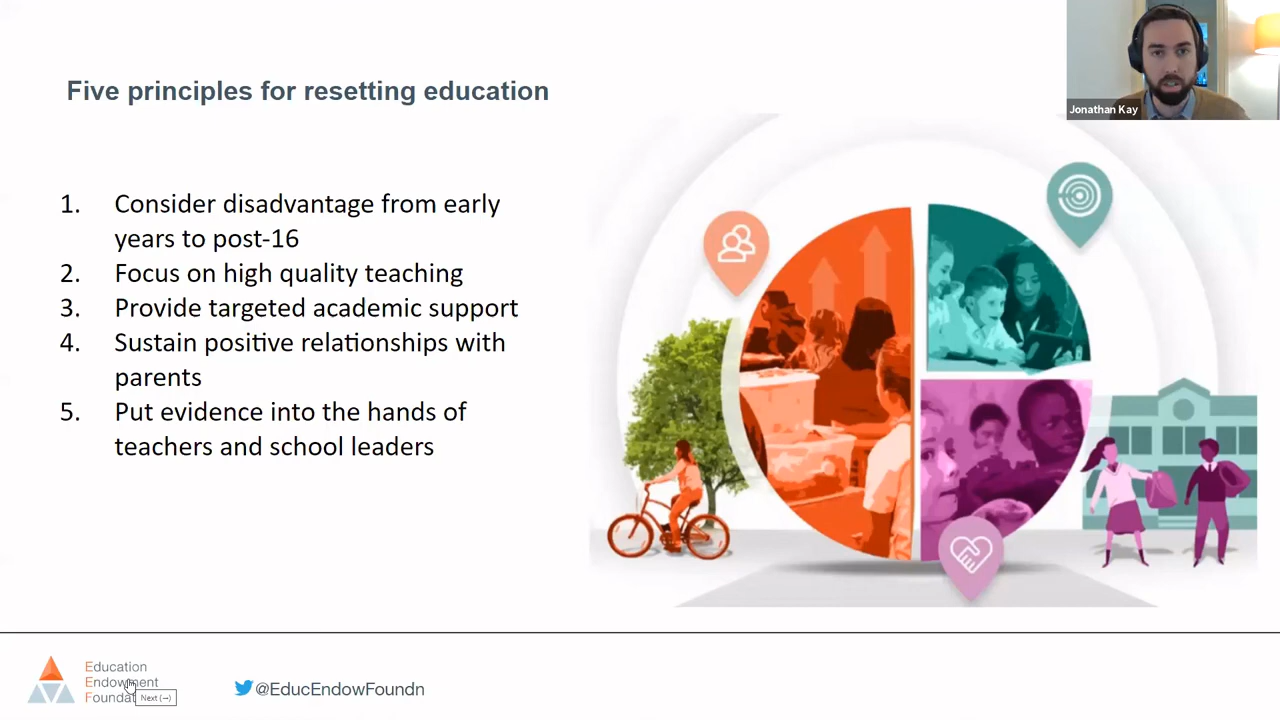 Five principles for resetting education
Jonathan Kay
1. Consider disadvantage from early
years to post-16
2. Focus on high quality teaching
3. Provide targeted academic support
4. Sustain positive relationships with
parents
5. Put evidence into the hands of
teachers and school leaders
Education
Endowment
Foundat
Next (→)
@EducEndowFoundn